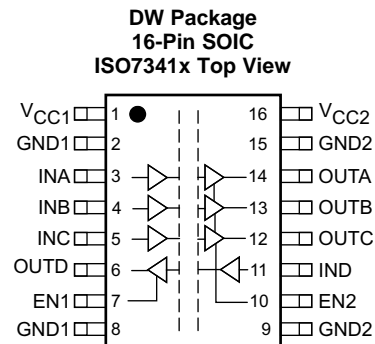 DW Package
16-Pin SOIC
ISO7341x Top View
VCC1 1 16 VCC2
GND1 2 15 GND2
INA 3 14 OUTA
INB 4 13 OUTB
INC 5 12 OUTC
OUTD 6 11 IND
EN1 7 10 EN2
GND1 8 9 GND2